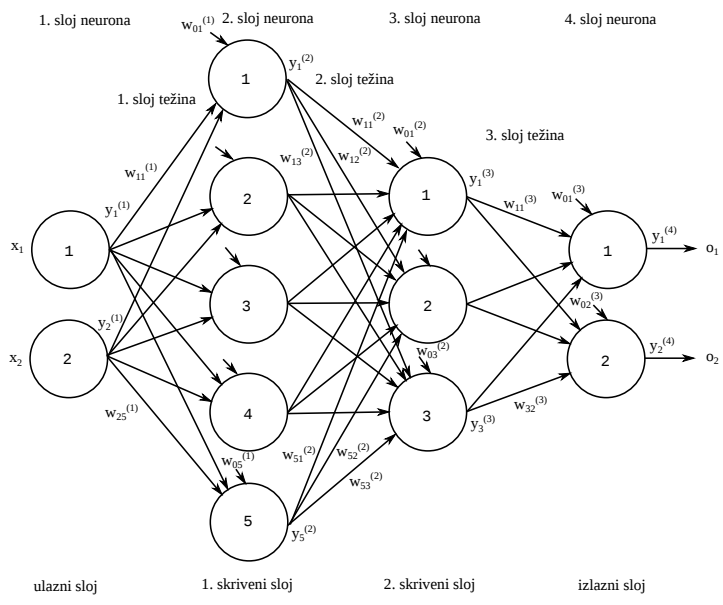 1. sloj neurona
2. sloj neurona
3. sloj neurona
4. sloj neurona
w₀₁⁽¹⁾
y₁⁽²⁾
1
2. sloj težina
1. sloj težina
w₁₁⁽²⁾
w₀₁⁽²⁾
3. sloj težina
w₁₃⁽²⁾
w₁₂⁽²⁾
w₁₁⁽¹⁾
y₁⁽³⁾
w₁₁⁽³⁾
w₀₁⁽³⁾
2
1
y₁⁽¹⁾
y₁⁽⁴⁾
x₁
1
1
o₁
3
2
w₀₂⁽³⁾
y₂⁽¹⁾
w₀₃⁽²⁾
y₂⁽⁴⁾
x₂
2
2
o₂
w₂₅⁽¹⁾
4
3
w₃₂⁽³⁾
y₃⁽³⁾
w₀₅⁽¹⁾
w₅₁⁽²⁾
w₅₂⁽²⁾
w₅₃⁽²⁾
5
y₅⁽²⁾
ulazni sloj
1. skriveni sloj
2. skriveni sloj
izlazni sloj